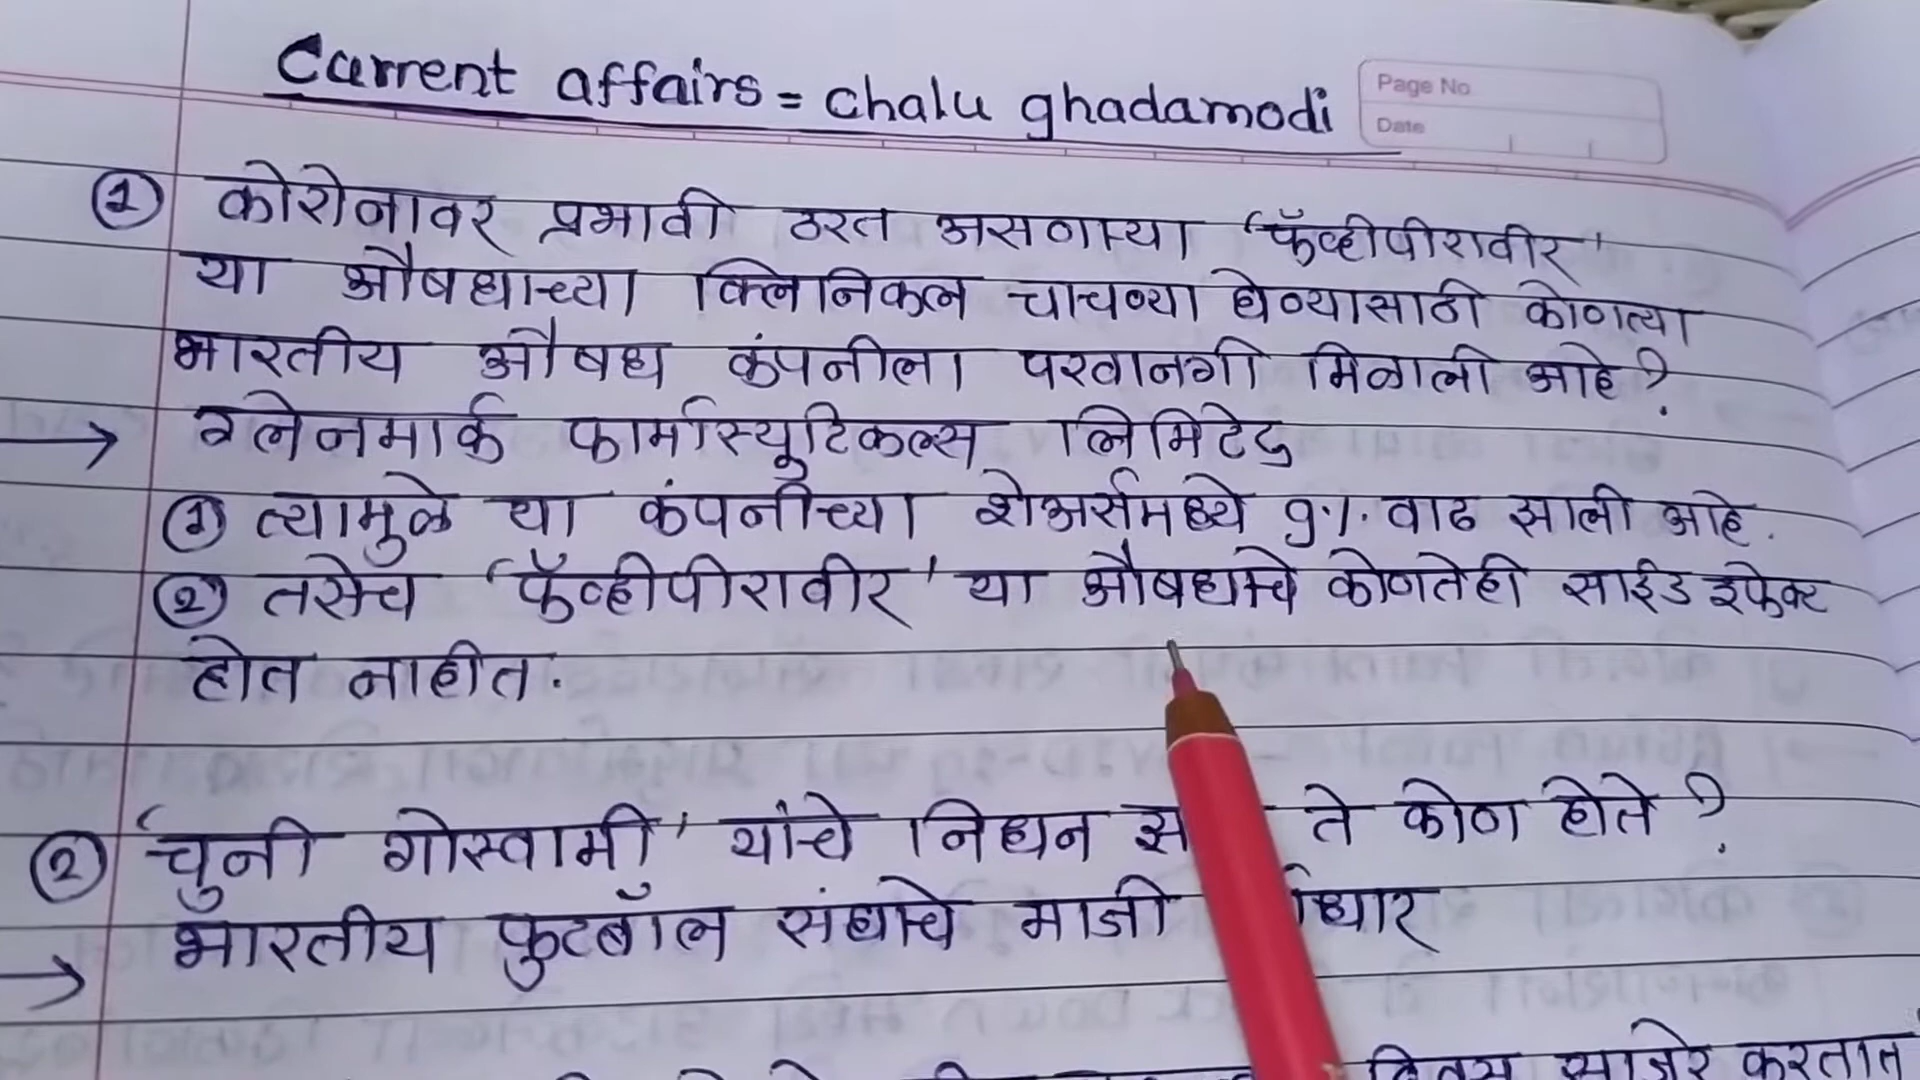 Current affairs = chalu ghadamodi
Page No
Date
① कोरोनावर प्रभावी ठरत असणाऱ्या 'फॅव्हीपीरावीर'
या औषधाच्या क्लिनिकल चाचण्या घेण्यासाठी कोणत्या
भारतीय औषध कंपनीला परवानगी मिळाली आहे?
→ ग्लेनमार्क फार्मास्युटिकल्स लिमिटेड
① त्यामुळे या कंपनीच्या शेअर्समध्ये 9%. वाढ झाली आहे.
② तसेच 'फॅव्हीपीरावीर' या औषधाचे कोणतेही साईड इफेक्ट
होत नाहीत.
② 'चुनी गोस्वामी' यांचे निधन ते कोण होते?
→ भारतीय फुटबॉल संघाचे माजी
साजरे करतात